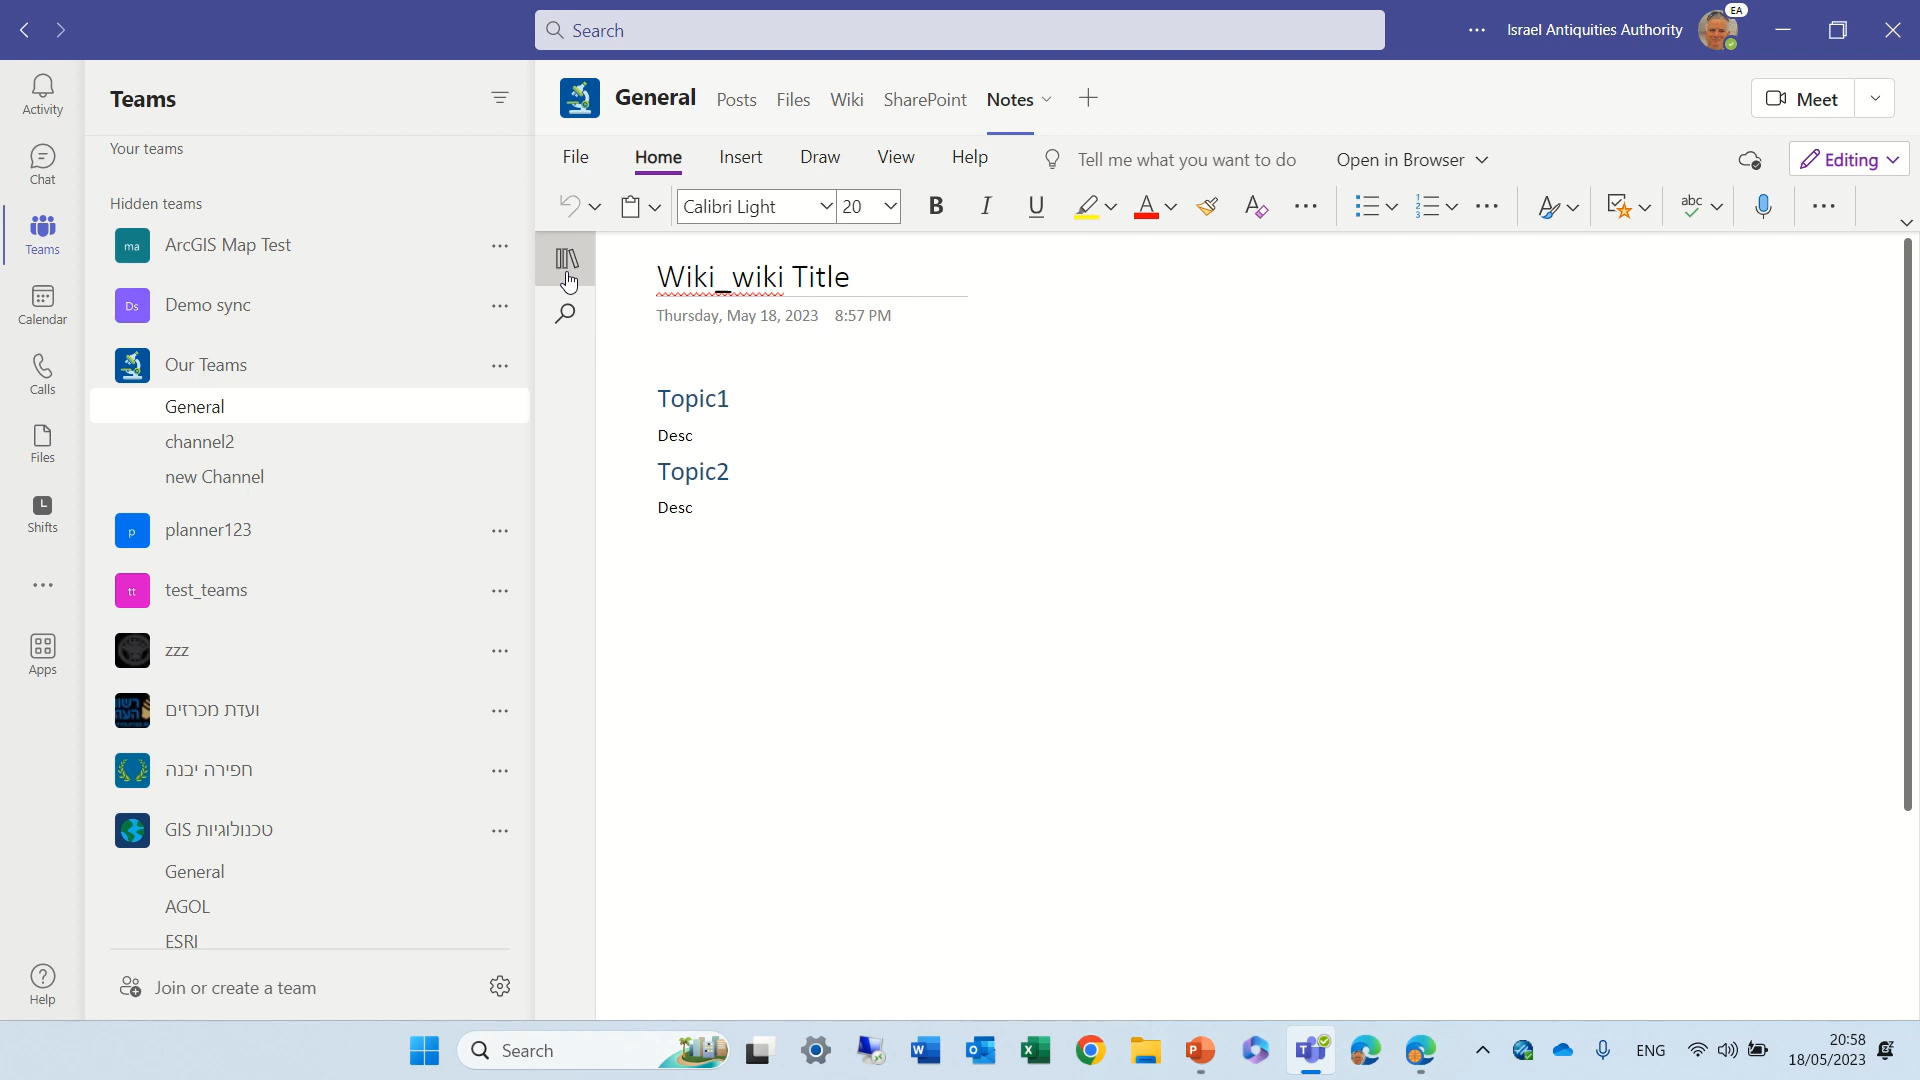 Search
Israel Antiquities Authority
EA
Activity
Chat
Teams
Calendar
Calls
Files
Shifts
Apps
Help
Teams
Your teams
Hidden teams
ma ArcGIS Map Test
Ds Demo sync
Our Teams
General
channel2
new Channel
p planner123
tt test_teams
zzz
ועדת מכרזים
חפירה יבנה
טכנולוגיות GIS
General
AGOL
ESRI
Join or create a team
General Posts Files Wiki SharePoint Notes
Meet
File Home Insert Draw View Help Tell me what you want to do Open in Browser
Editing
Calibri Light 20 B I U A A abc
Wiki_wiki Title
Thursday, May 18, 2023 8:57 PM
Topic1
Desc
Topic2
Desc
Search
ENG
20:58
18/05/2023